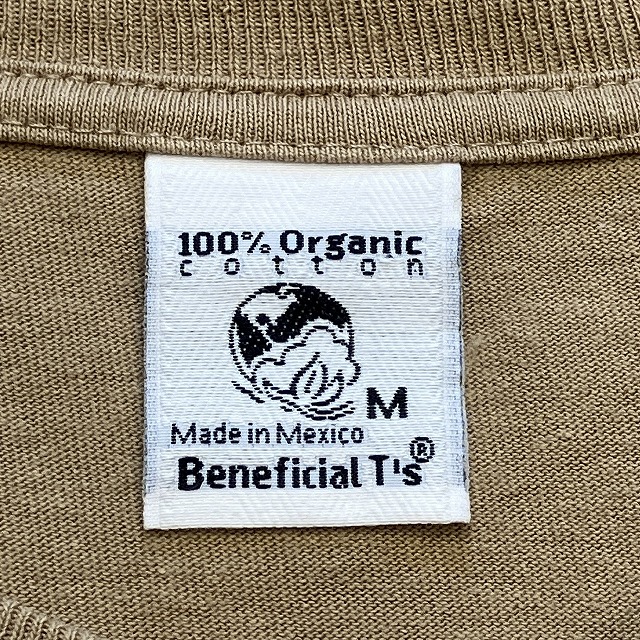 100% Organic
cotton
M
Made in Mexico
Beneficial T's®